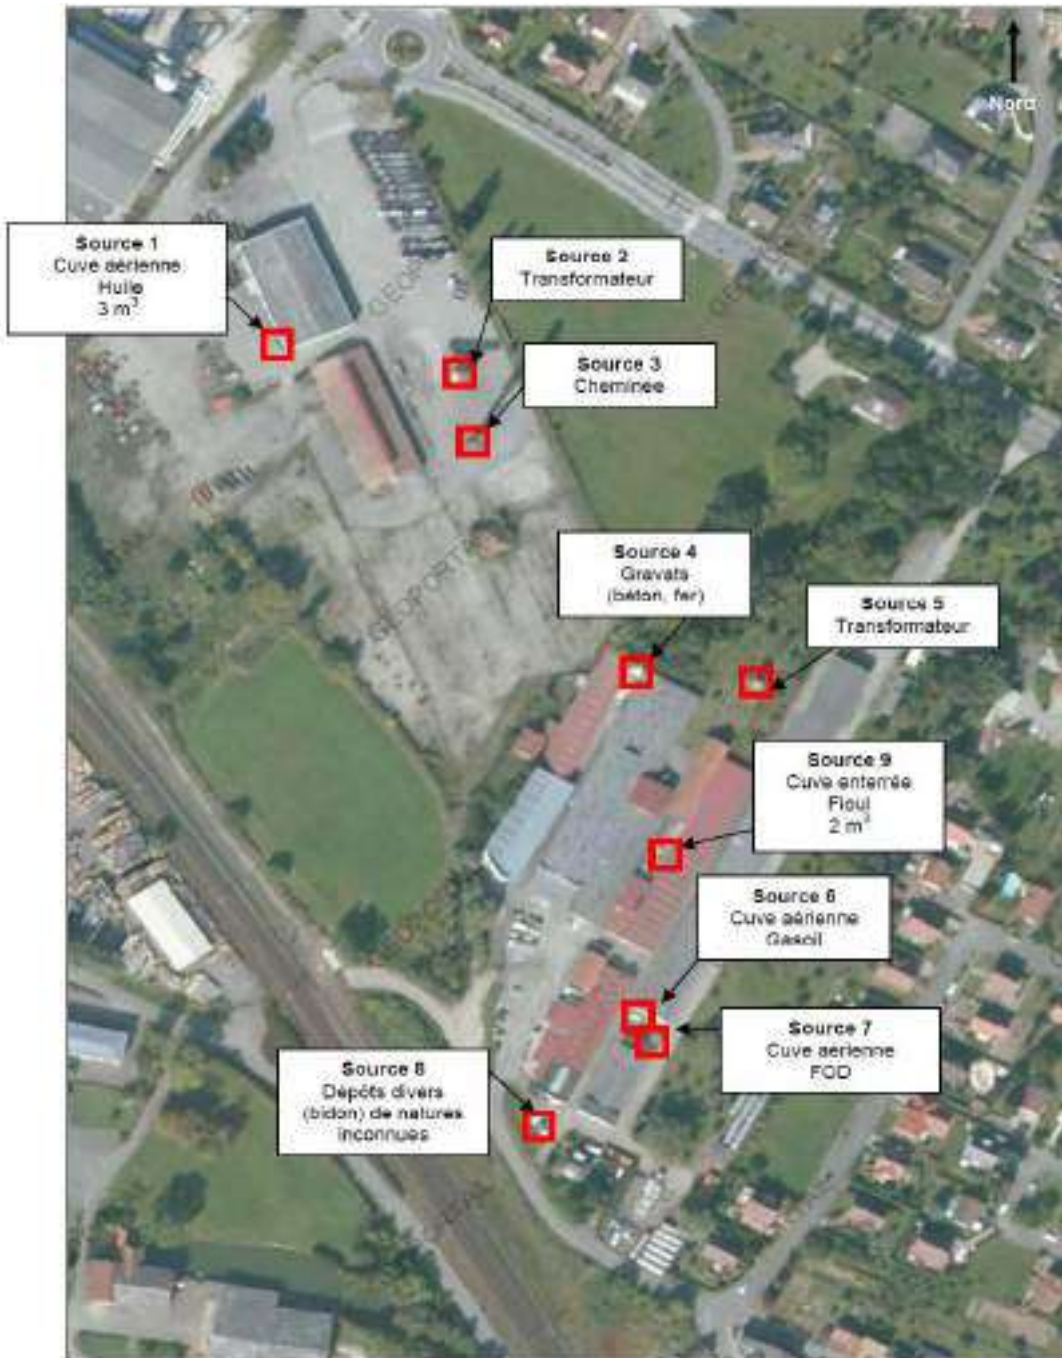 Nord
Source 1
Cuve aérienne
Huile
3 m³
Source 2
Transformateur
Source 3
Cheminée
Source 4
Gravats
(béton, fer)
Source 5
Transformateur
Source 9
Cuve enterrée
Fioul
2 m³
Source 6
Cuve aérienne
Gasoil
Source 7
Cuve aérienne
FOD
Source 8
Dépôts divers
(bidon) de natures
inconnues